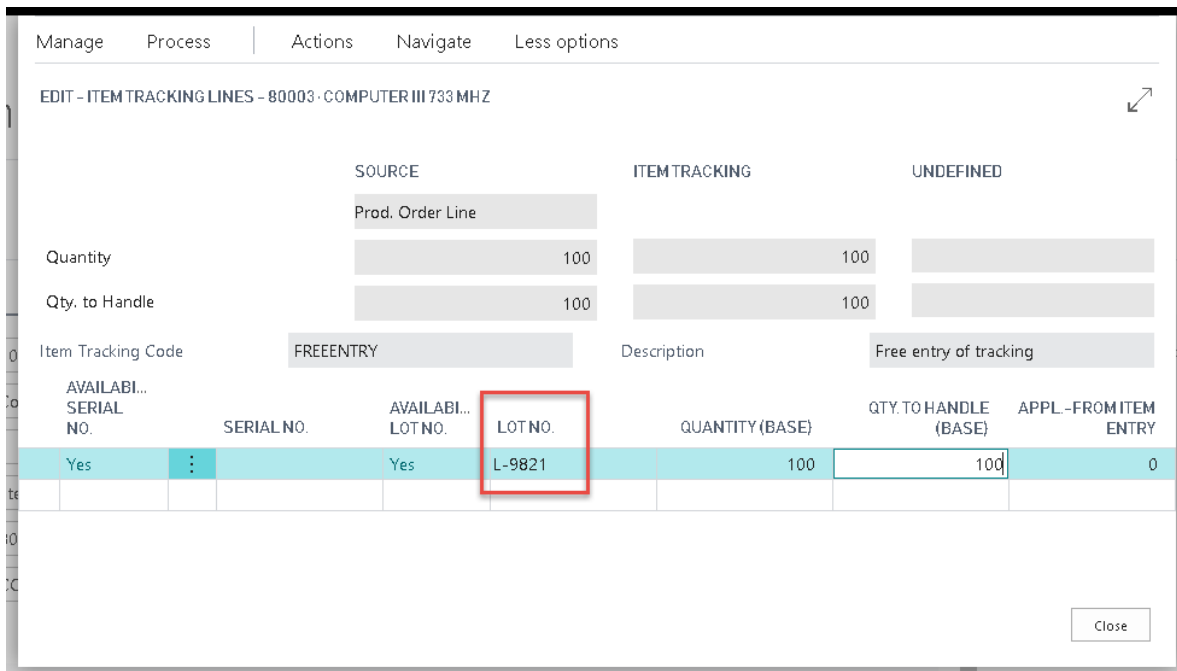 Manage Process Actions Navigate Less options
EDIT - ITEM TRACKING LINES - 80003 · COMPUTER III 733 MHZ
SOURCE ITEM TRACKING UNDEFINED
Prod. Order Line
Quantity 100 100
Qty. to Handle 100 100
Item Tracking Code FREEENTRY Description Free entry of tracking
AVAILABI...
SERIAL AVAILABI... QTY. TO HANDLE APPL.-FROM ITEM
NO. SERIAL NO. LOT NO. LOT NO. QUANTITY (BASE) (BASE) ENTRY
Yes L-9821 Yes 100 100 0
Close